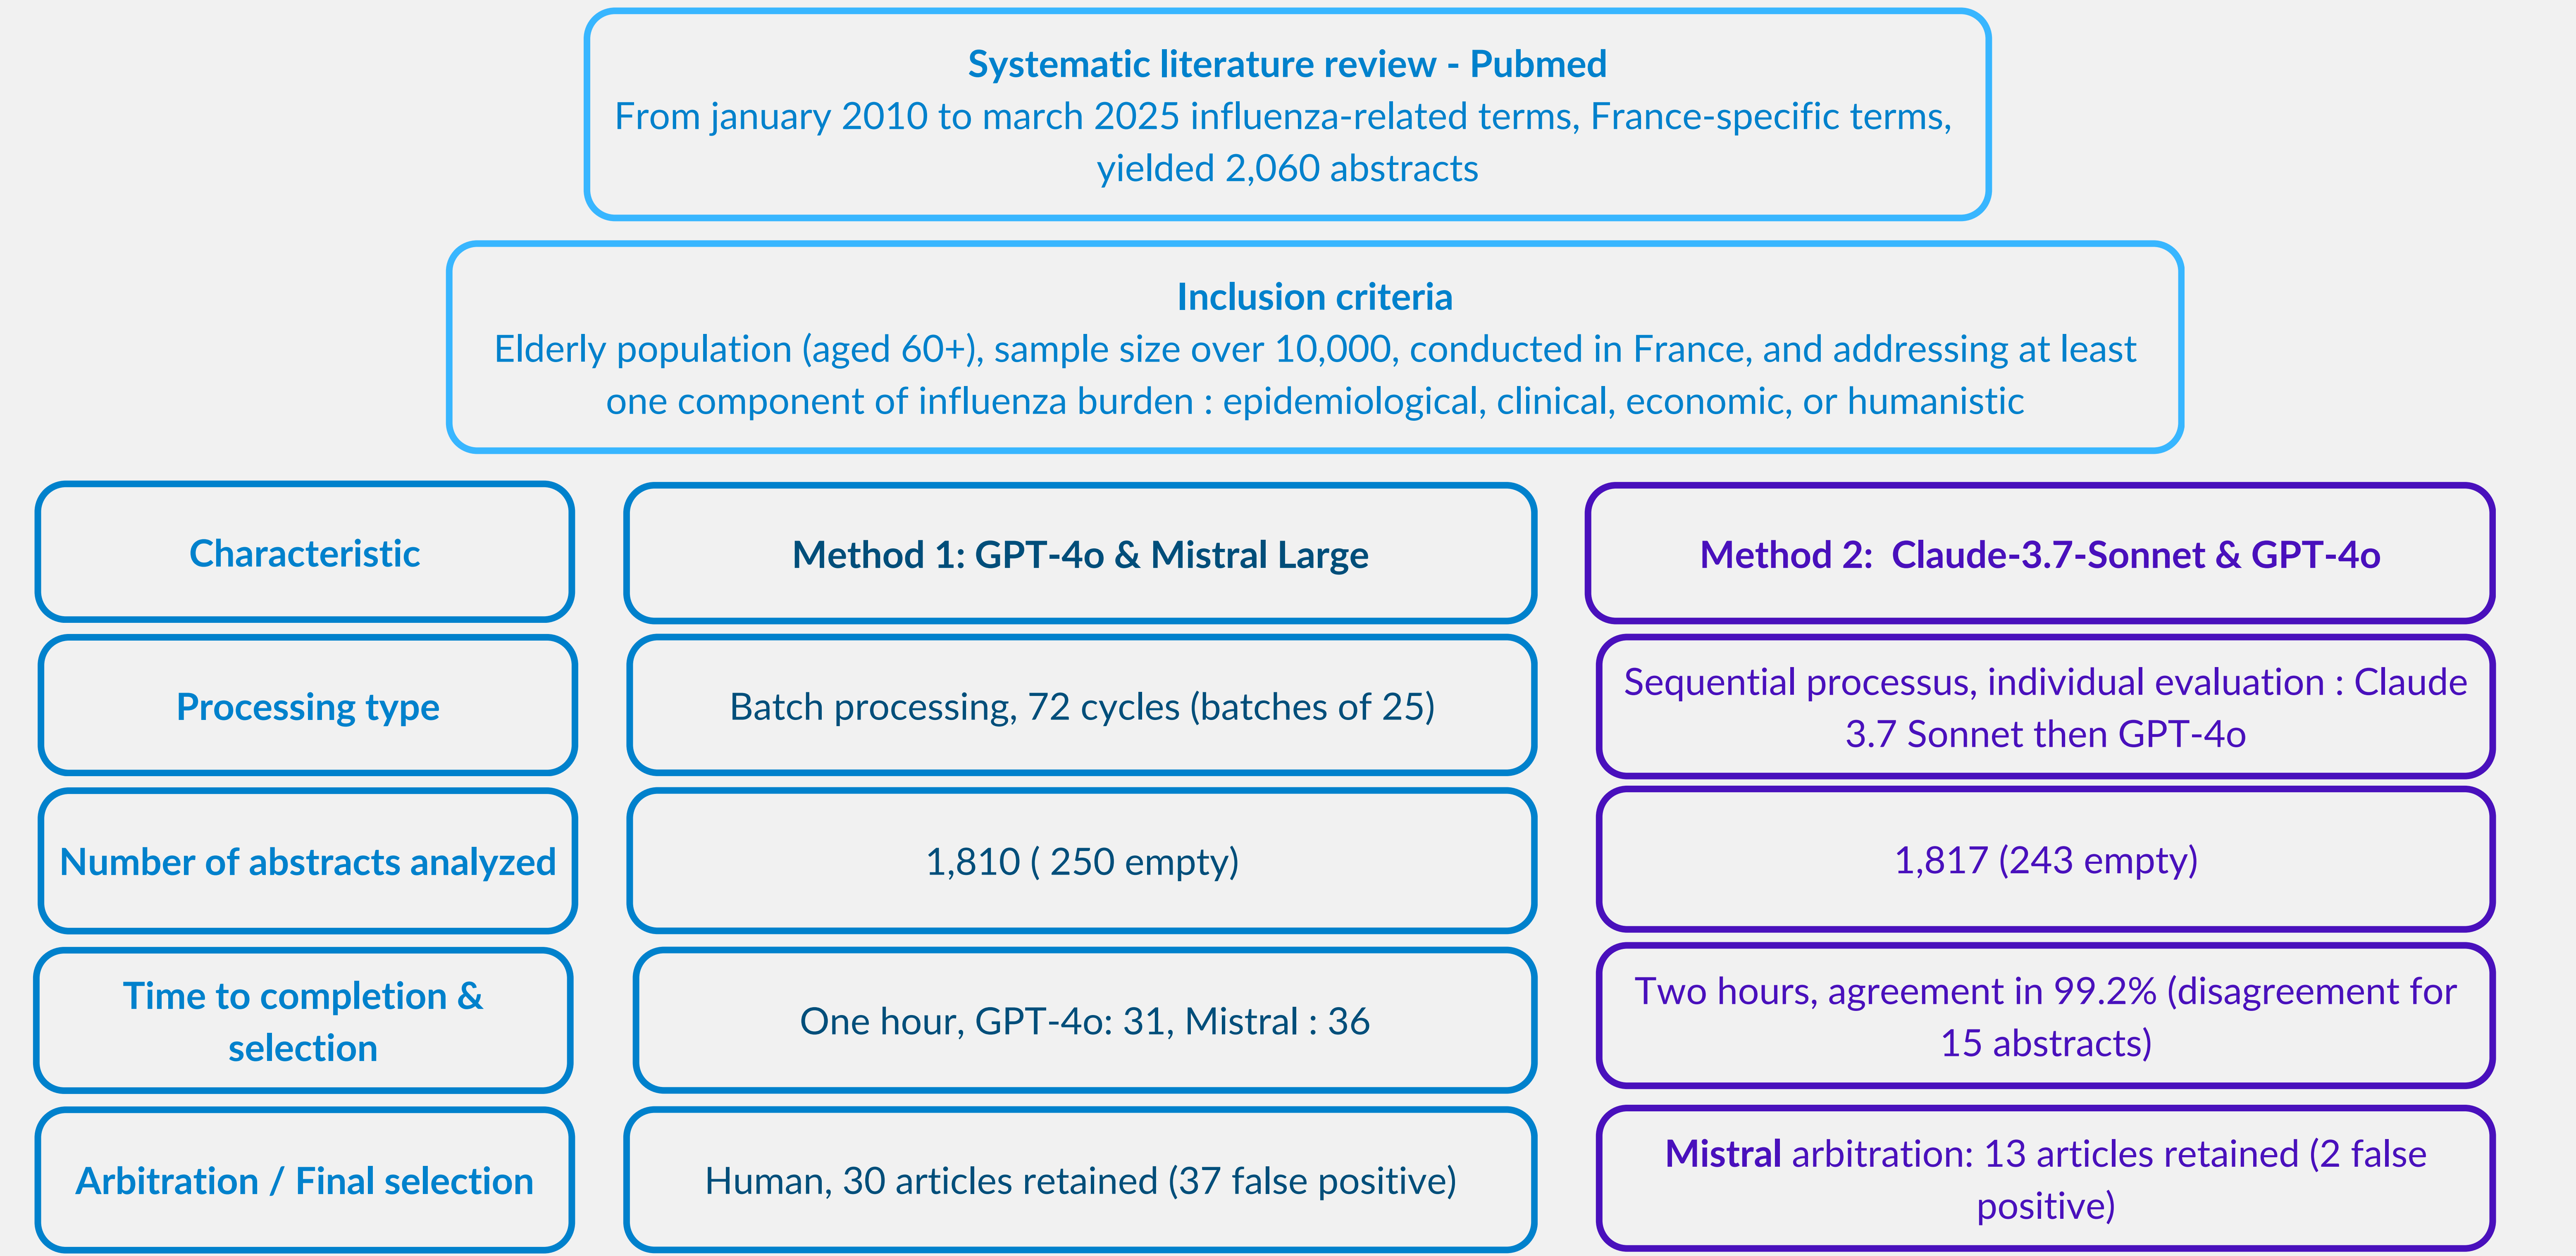 Systematic literature review - Pubmed
From january 2010 to march 2025 influenza-related terms, France-specific terms,
yielded 2,060 abstracts
Inclusion criteria
Elderly population (aged 60+), sample size over 10,000, conducted in France, and addressing at least
one component of influenza burden : epidemiological, clinical, economic, or humanistic
Characteristic
Method 1: GPT-4o & Mistral Large
Method 2:  Claude-3.7-Sonnet & GPT-4o
Processing type
Batch processing, 72 cycles (batches of 25)
Sequential processus, individual evaluation : Claude
3.7 Sonnet then GPT-4o
Number of abstracts analyzed
1,810 ( 250 empty)
1,817 (243 empty)
Time to completion &
selection
One hour, GPT-4o: 31, Mistral : 36
Two hours, agreement in 99.2% (disagreement for
15 abstracts)
Arbitration / Final selection
Human, 30 articles retained (37 false positive)
Mistral arbitration: 13 articles retained (2 false
positive)